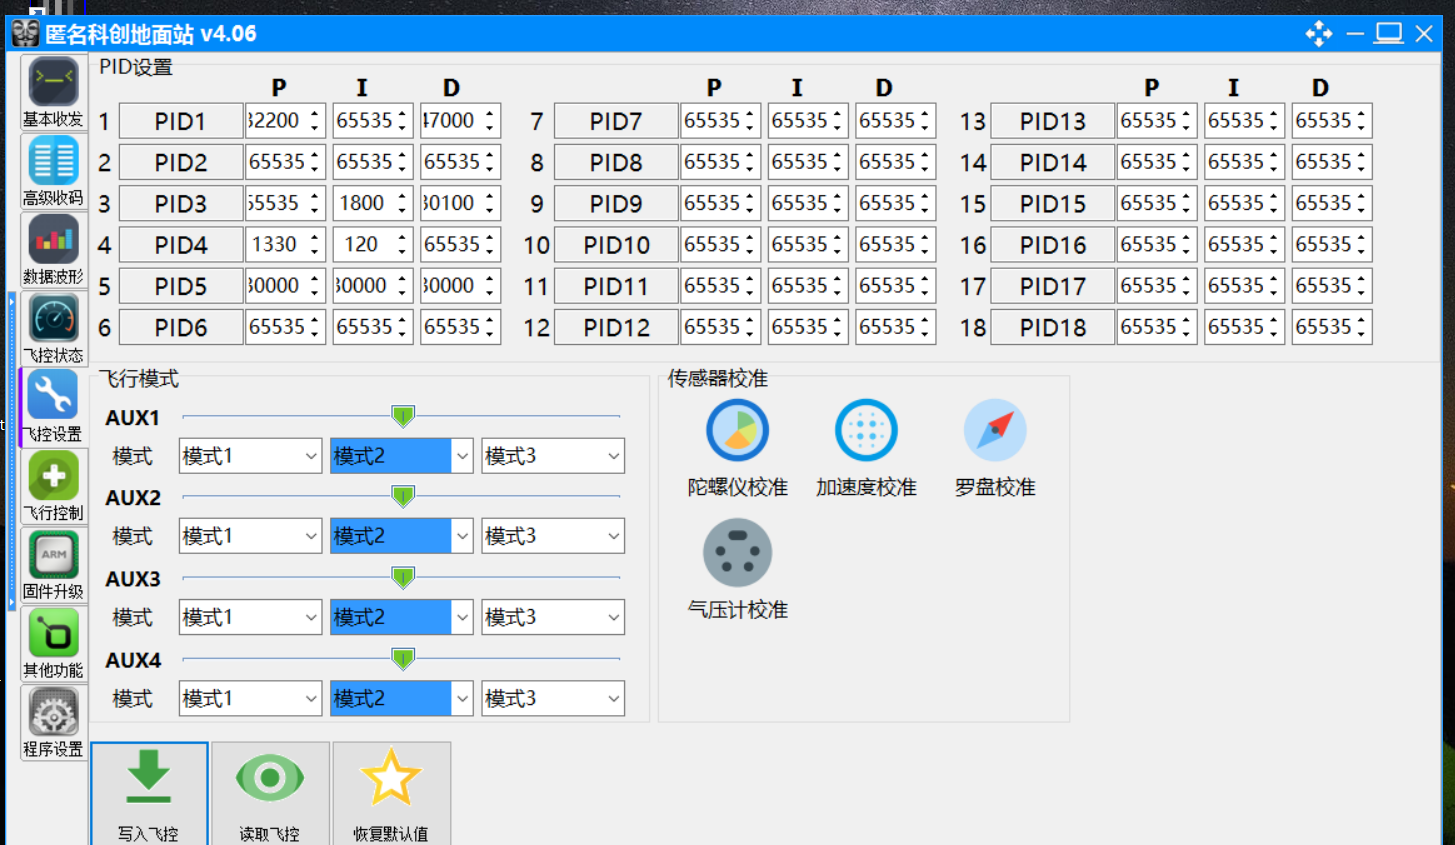 匿名科创地面站 v4.06
基本收发
高级收码
数据波形
飞控状态
飞控设置
飞行控制
ARM
固件升级
其他功能
程序设置
PID设置
P I D P I D P I D
1 PID1 32200 65535 47000 7 PID7 65535 65535 65535 13 PID13 65535 65535 65535
2 PID2 65535 65535 65535 8 PID8 65535 65535 65535 14 PID14 65535 65535 65535
3 PID3 65535 1800 30100 9 PID9 65535 65535 65535 15 PID15 65535 65535 65535
4 PID4 1330 120 65535 10 PID10 65535 65535 65535 16 PID16 65535 65535 65535
5 PID5 30000 30000 30000 11 PID11 65535 65535 65535 17 PID17 65535 65535 65535
6 PID6 65535 65535 65535 12 PID12 65535 65535 65535 18 PID18 65535 65535 65535
飞行模式
AUX1
模式 模式1 模式2 模式3
AUX2
模式 模式1 模式2 模式3
AUX3
模式 模式1 模式2 模式3
AUX4
模式 模式1 模式2 模式3
传感器校准
陀螺仪校准 加速度校准 罗盘校准
气压计校准
写入飞控 读取飞控 恢复默认值